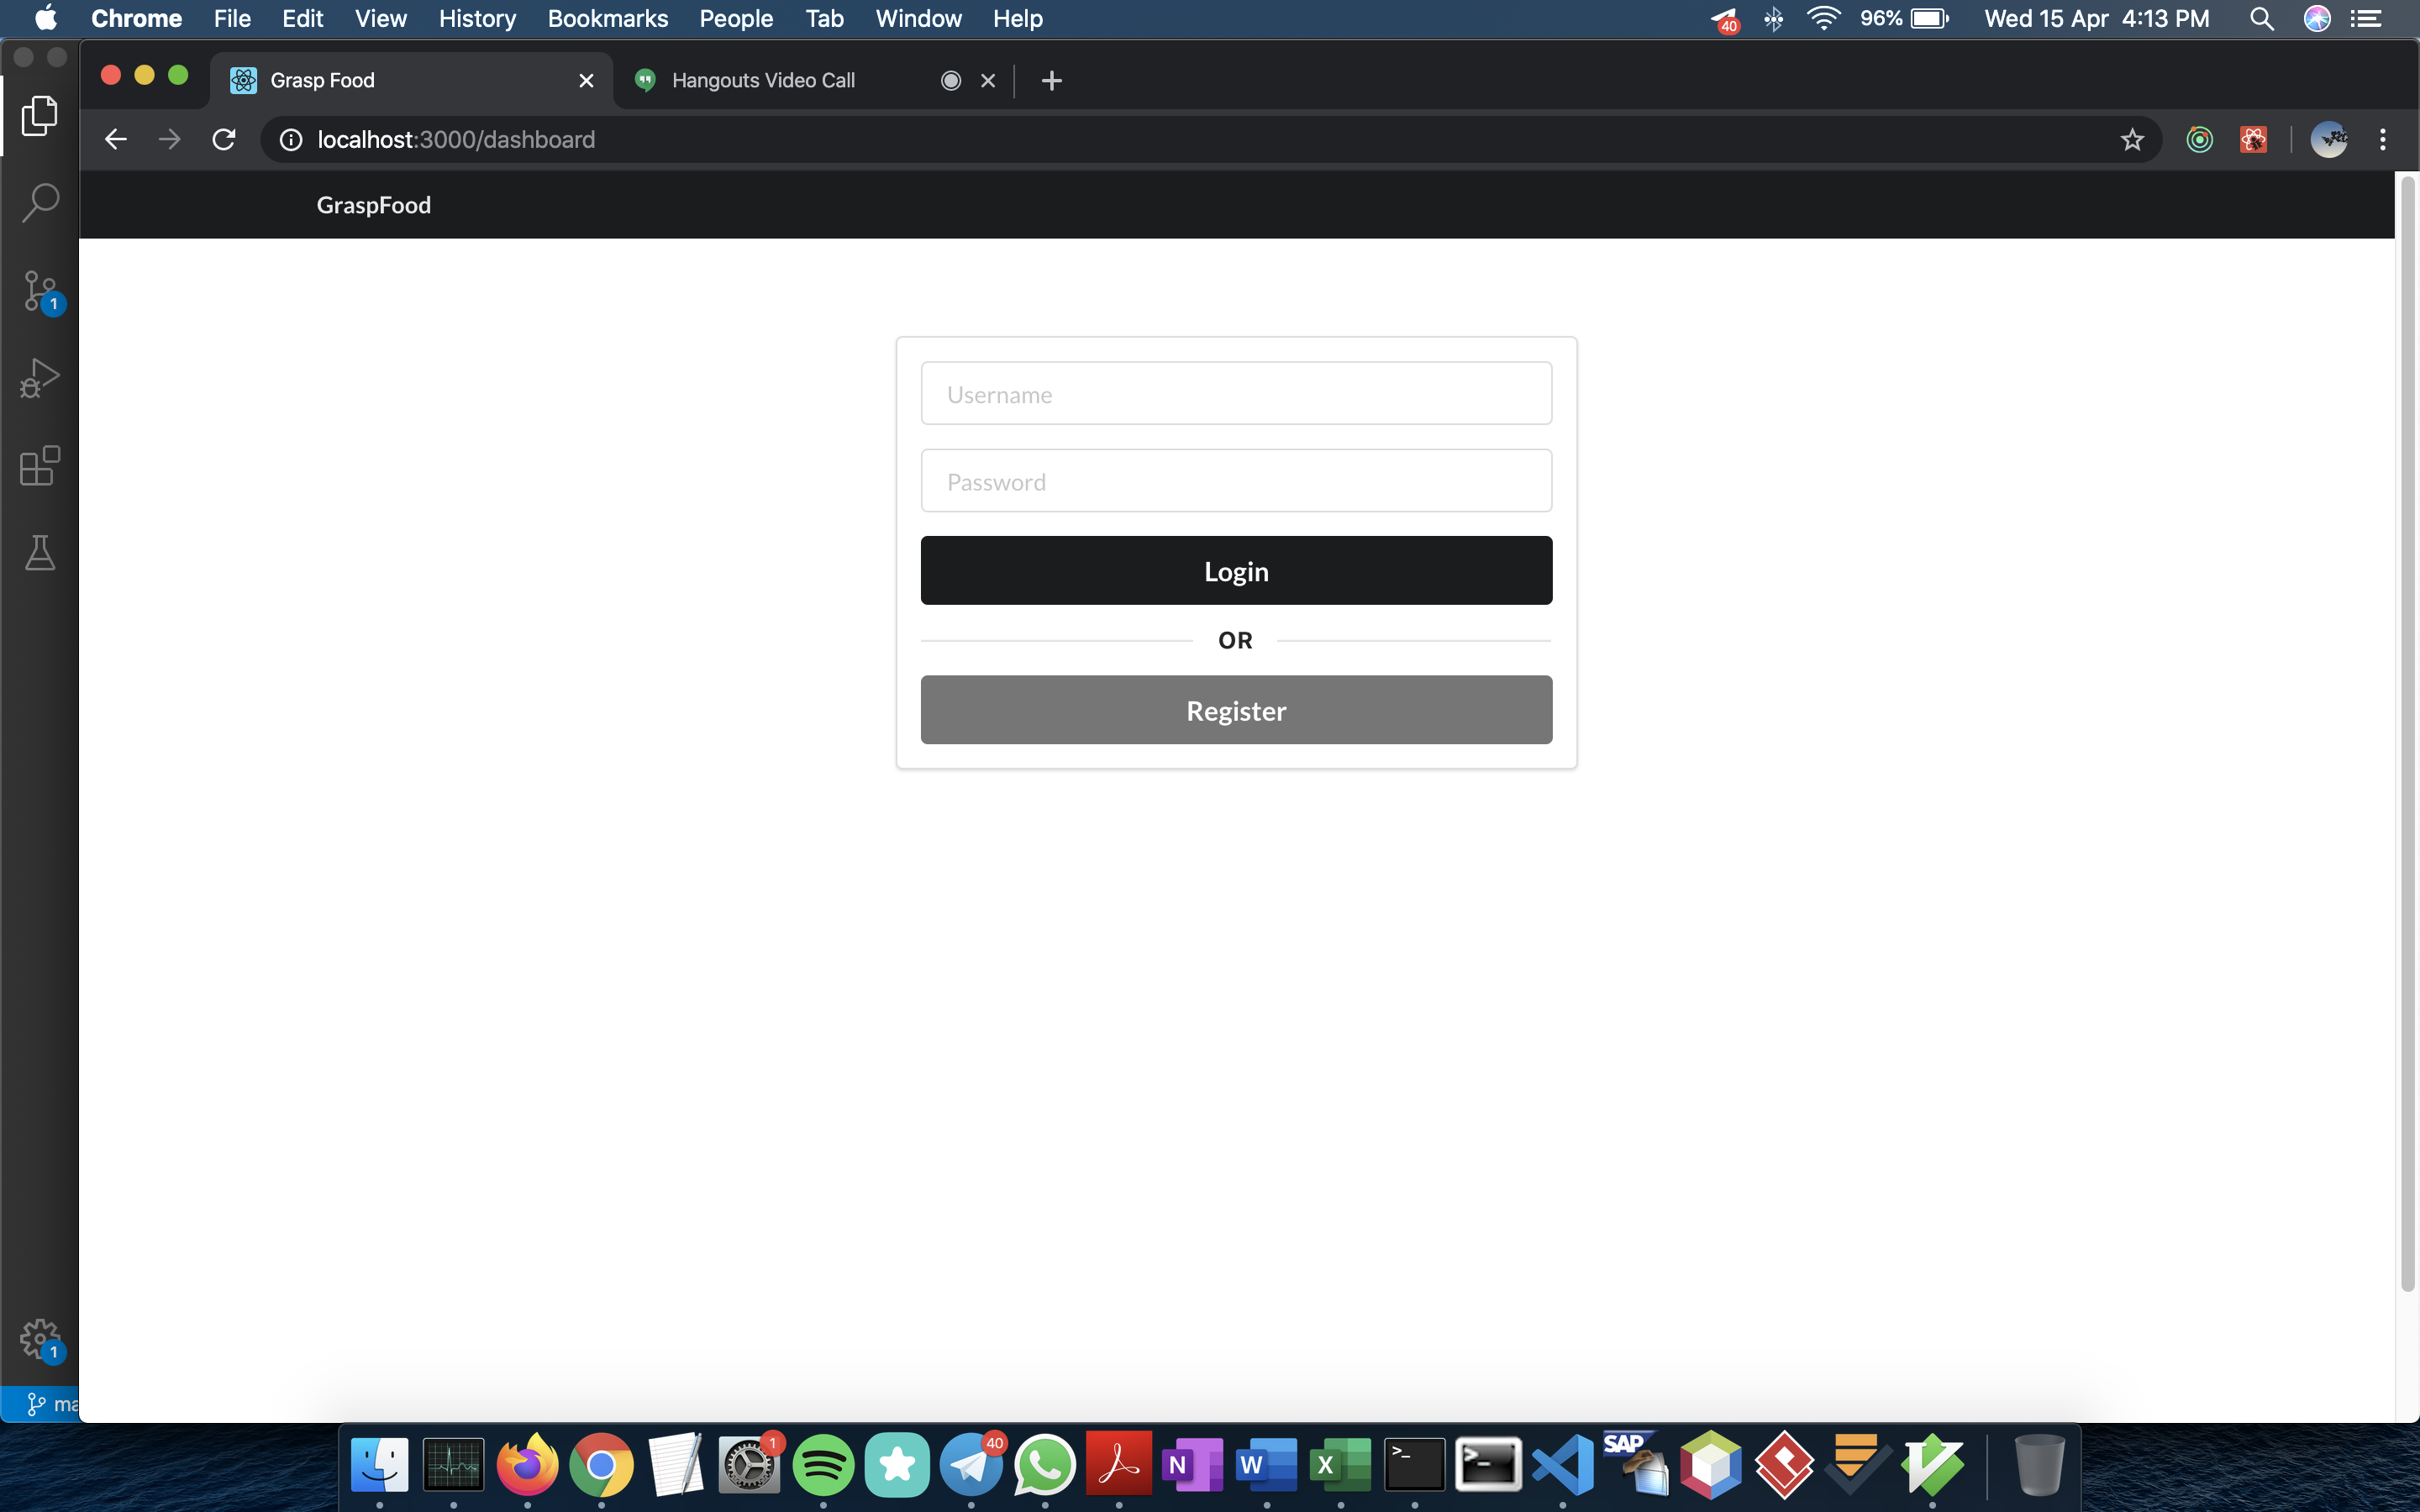 Chrome File Edit View History Bookmarks People Tab Window Help 40 96% Wed 15 Apr 4:13 PM
Grasp Food Hangouts Video Call
localhost:3000/dashboard
GraspFood
1
Username
Password
Login
OR
Register
1
ma
1 40 N W X >_ >_ SAP